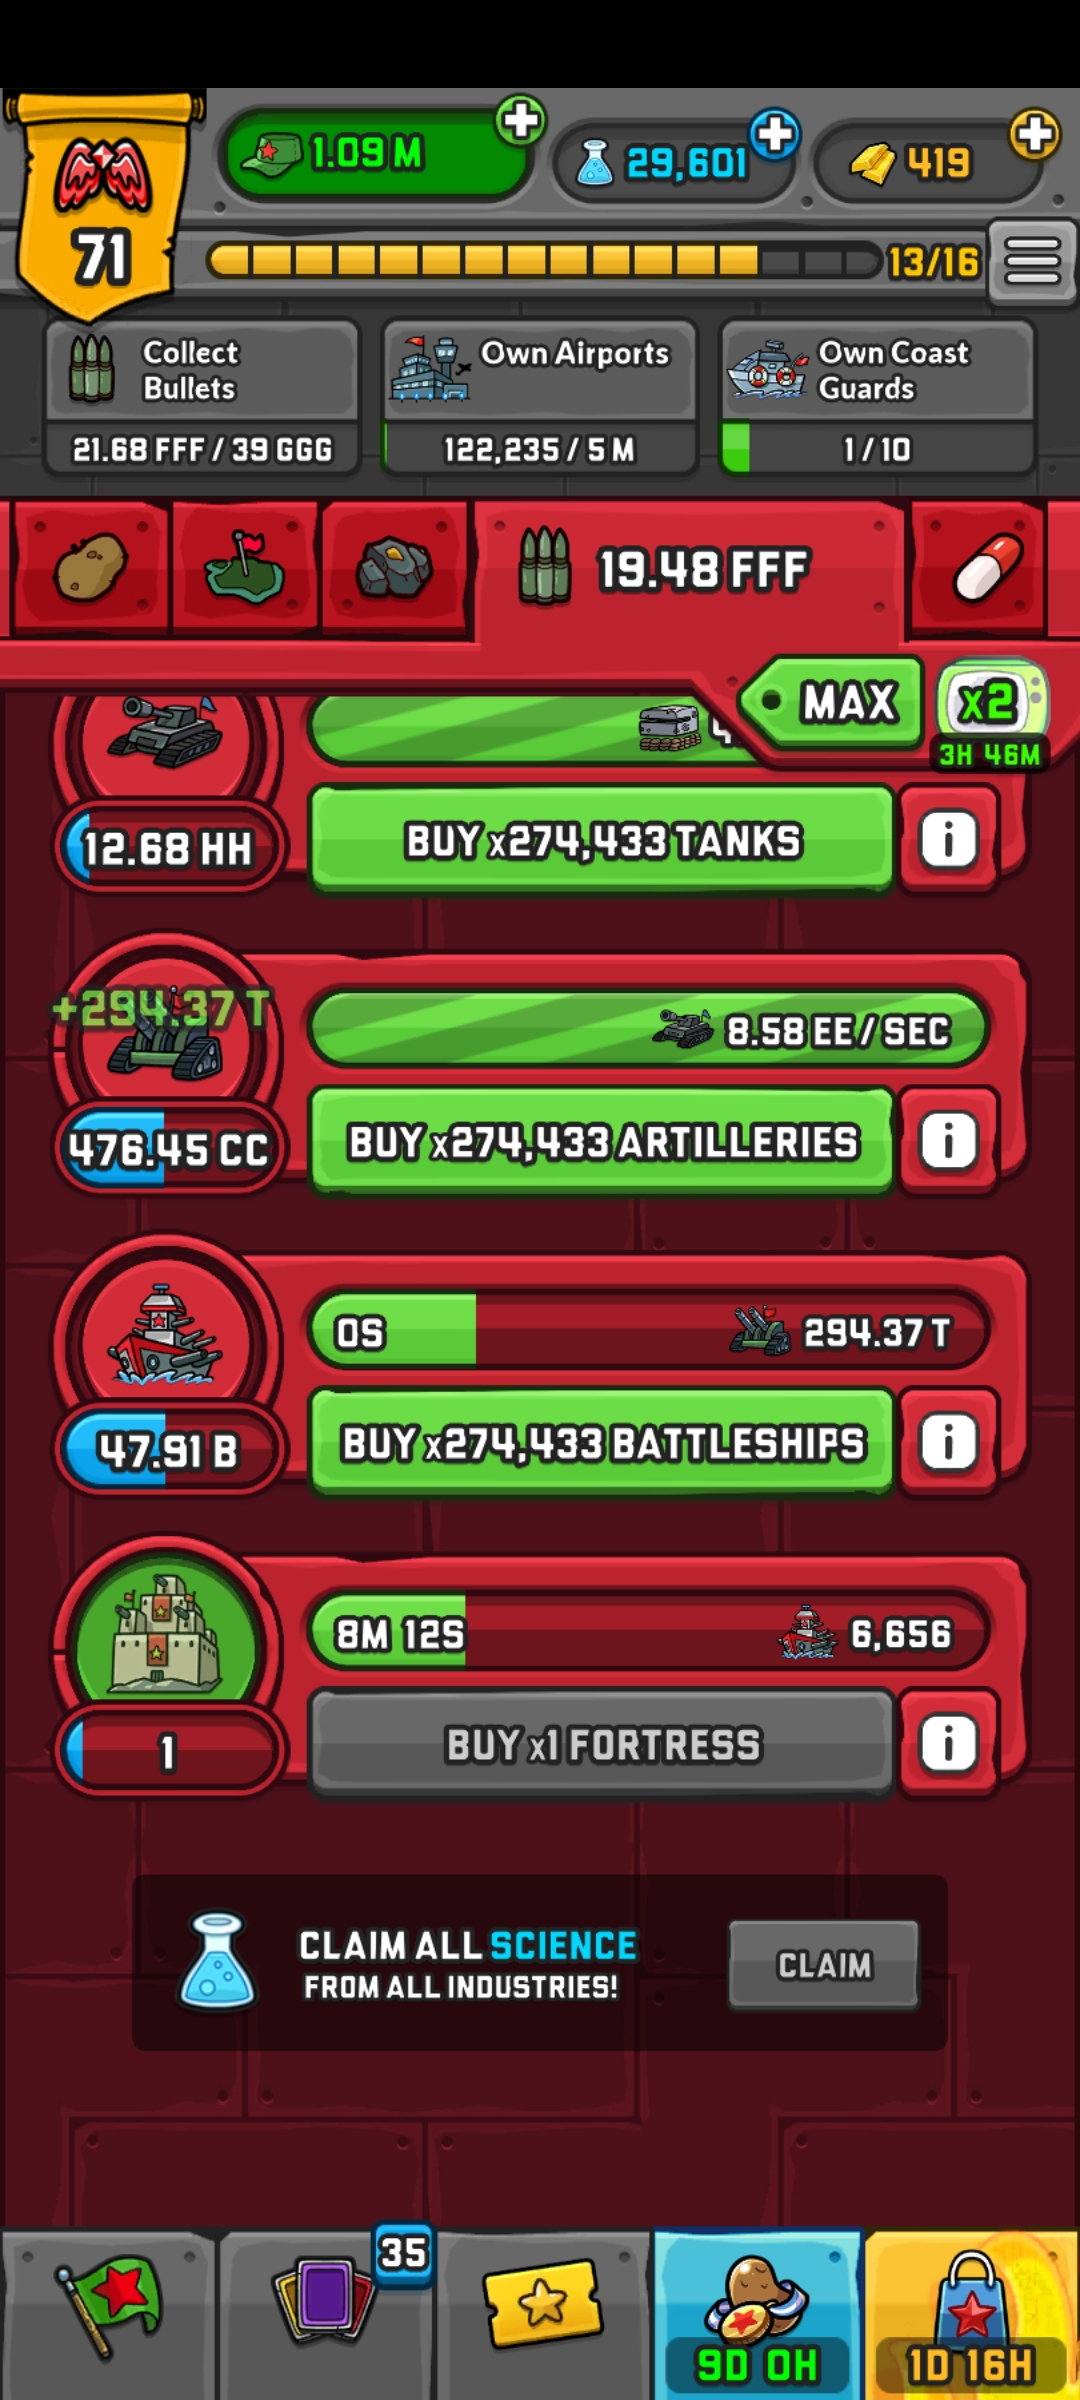 71
1.09 M
29,601
419
13/16
Collect
Bullets
21.68 FFF / 39 GGG
Own Airports
122,235 / 5 M
Own Coast
Guards
1 / 10
19.48 FFF
MAX
x2
3H 46M
12.68 HH
BUY x274,433 TANKS
i
+294.37 T
8.58 EE / SEC
476.45 CC
BUY x274,433 ARTILLERIES
i
0S
294.37 T
47.91 B
BUY x274,433 BATTLESHIPS
i
8M 12S
6,656
1
BUY x1 FORTRESS
i
CLAIM ALL SCIENCE
FROM ALL INDUSTRIES!
CLAIM
35
9D 0H
1D 16H